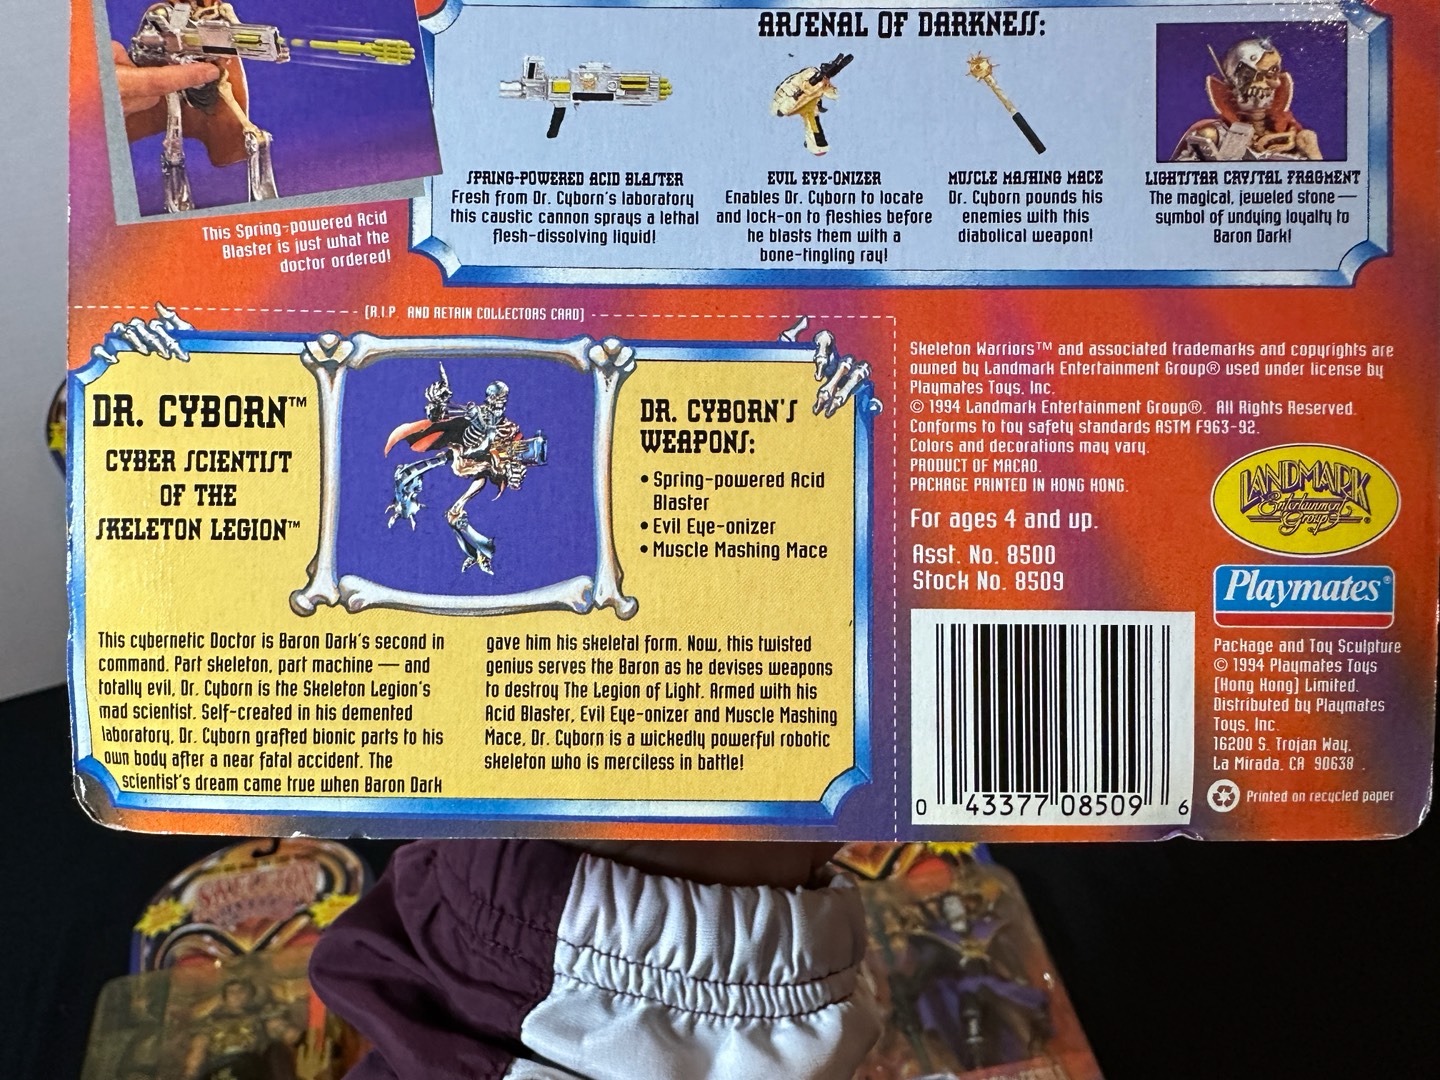 ARSENAL OF DARKNESS:
SPRING-POWERED ACID BLASTER
Fresh from Dr. Cyborn's laboratory
this caustic cannon sprays a lethal
flesh-dissolving liquid!
EVIL EYE-ONIZER
Enables Dr. Cyborn to locate
and lock-on to fleshies before
he blasts them with a
bone-tingling ray!
MUSCLE MASHING MACE
Dr. Cyborn pounds his
enemies with this
diabolical weapon!
LIGHTSTAR CRYSTAL FRAGMENT
The magical, jeweled stone—
symbol of undying loyalty to
Baron Dark!
This Spring-powered Acid
Blaster is just what the
doctor ordered!
(R.I.P. AND RETAIN COLLECTORS CARD)
DR. CYBORN™
CYBER SCIENTIST
OF THE
SKELETON LEGION™
DR. CYBORN'S
WEAPONS:
• Spring-powered Acid
Blaster
• Evil Eye-onizer
• Muscle Mashing Mace
This cybernetic Doctor is Baron Dark's second in
command. Part skeleton, part machine — and
totally evil, Dr. Cyborn is the Skeleton Legion's
mad scientist. Self-created in his demented
laboratory, Dr. Cyborn grafted bionic parts to his
own body after a near fatal accident. The
scientist's dream came true when Baron Dark
gave him his skeletal form. Now, this twisted
genius serves the Baron as he devises weapons
to destroy The Legion of Light. Armed with his
Acid Blaster, Evil Eye-onizer and Muscle Mashing
Mace, Dr. Cyborn is a wickedly powerful robotic
skeleton who is merciless in battle!
Skeleton Warriors™ and associated trademarks and copyrights are
owned by Landmark Entertainment Group® used under license by
Playmates Toys, Inc.
© 1994 Landmark Entertainment Group®. All Rights Reserved.
Conforms to toy safety standards ASTM F963-92.
Colors and decorations may vary.
PRODUCT OF MACAO.
PACKAGE PRINTED IN HONG KONG.
For ages 4 and up.
Asst. No. 8500
Stock No. 8509
LANDMARK
Entertainment
Group®
Playmates®
Package and Toy Sculpture
© 1994 Playmates Toys
(Hong Kong) Limited.
Distributed by Playmates
Toys, Inc.
16200 S. Trojan Way,
La Mirada, CA 90638
Printed on recycled paper
0 43377 08509 6
SKELETON